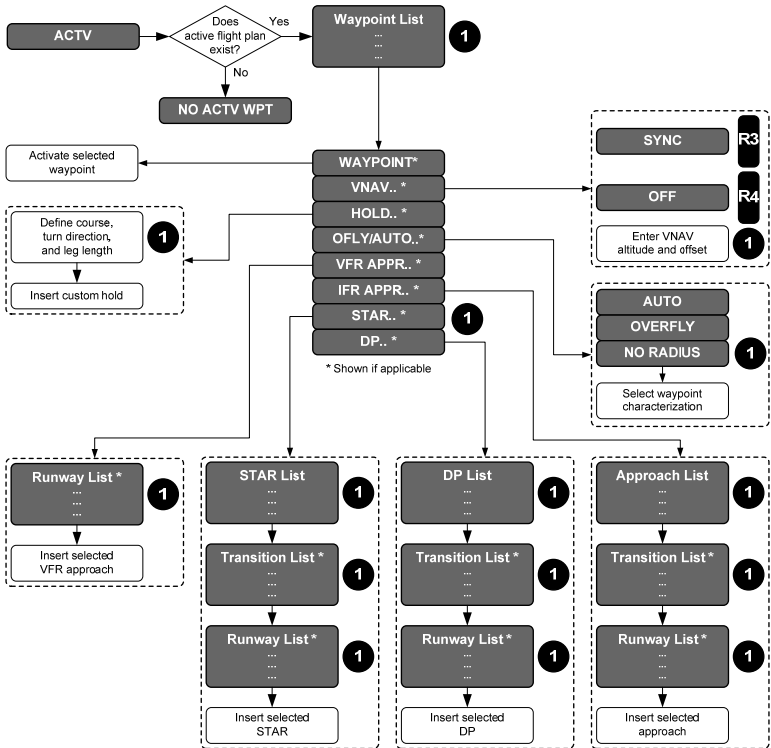 ACTV
Does
active flight plan
exist?
Yes
No
NO ACTV WPT
Waypoint List
...
...
...
1
WAYPOINT*
VNAV.. *
HOLD.. *
OFLY/AUTO..*
VFR APPR.. *
IFR APPR.. *
STAR.. *
DP.. *
1
* Shown if applicable
Activate selected
waypoint
Define course,
turn direction,
and leg length
1
Insert custom hold
SYNC
R3
OFF
R4
Enter VNAV
altitude and offset
1
AUTO
OVERFLY
NO RADIUS
1
Select waypoint
characterization
Runway List *
...
...
...
1
Insert selected
VFR approach
STAR List
...
...
...
1
Transition List *
...
...
...
1
Runway List *
...
...
...
1
Insert selected
STAR
DP List
...
...
...
1
Transition List *
...
...
...
1
Runway List *
...
...
...
1
Insert selected
DP
Approach List
...
...
...
1
Transition List *
...
...
...
1
Runway List *
...
...
...
1
Insert selected
approach